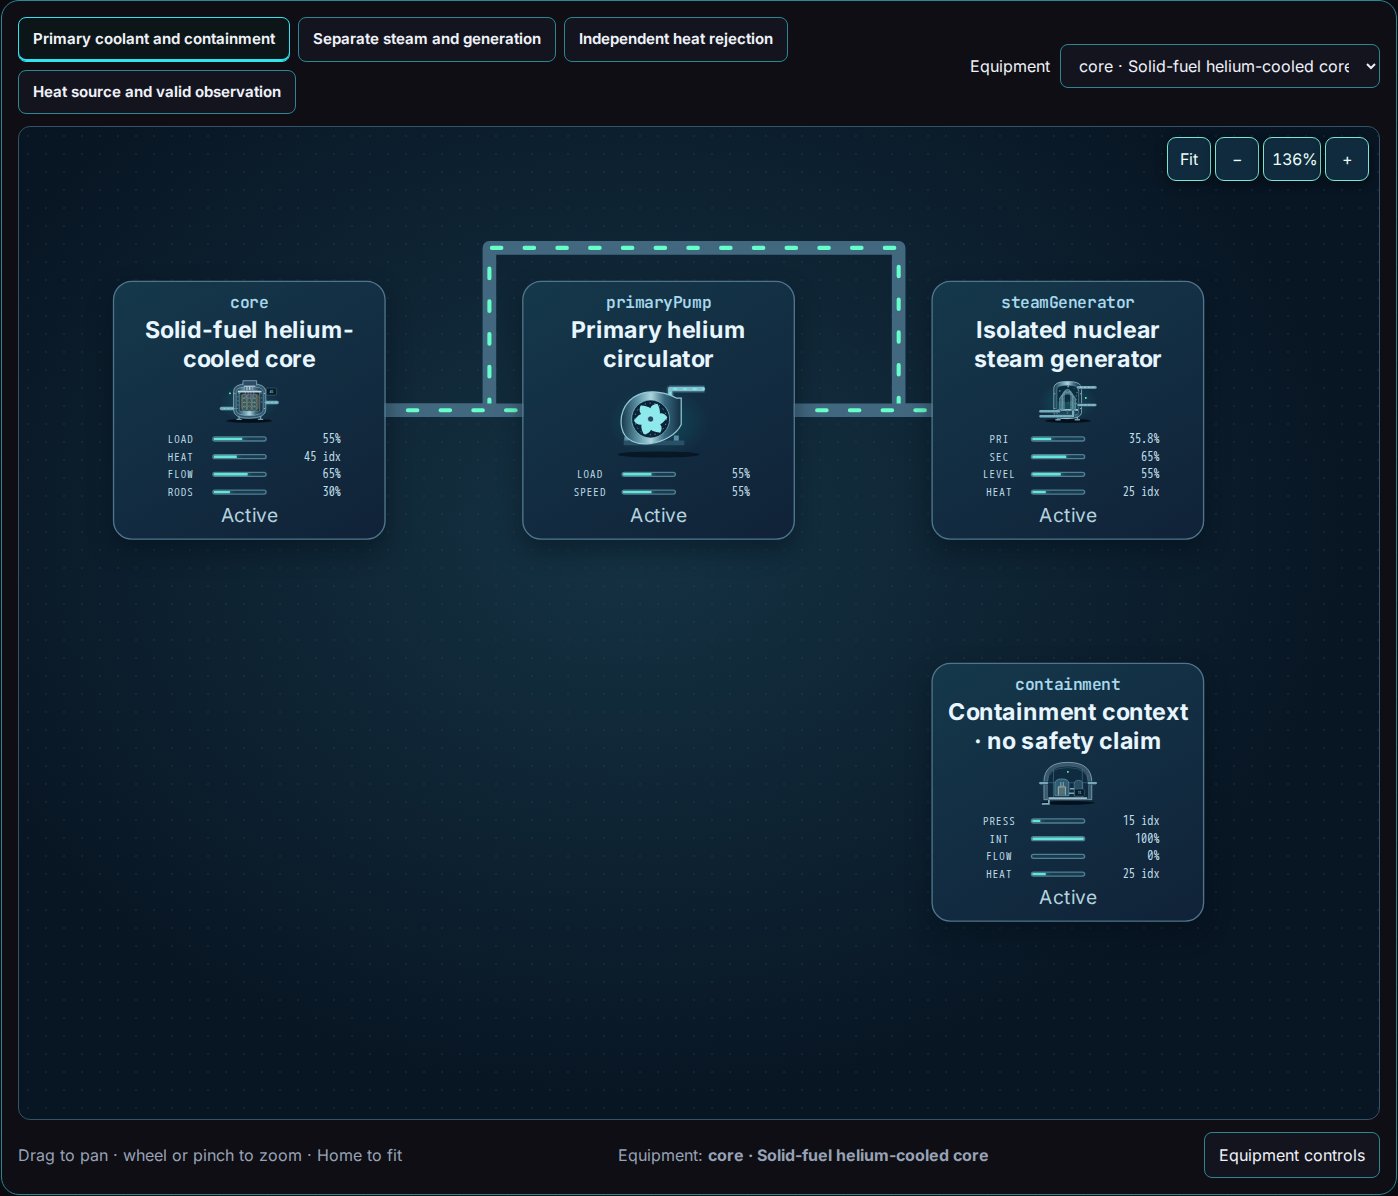 Primary coolant and containment
Separate steam and generation
Independent heat rejection
Heat source and valid observation
Equipment
core · Solid-fuel helium-cooled core
Fit
−
136%
+
core
Solid-fuel helium-
cooled core
LOAD 55%
HEAT 45 idx
FLOW 65%
RODS 30%
Active
primaryPump
Primary helium
circulator
LOAD 55%
SPEED 55%
Active
steamGenerator
Isolated nuclear
steam generator
PRI 35.8%
SEC 65%
LEVEL 55%
HEAT 25 idx
Active
containment
Containment context
· no safety claim
PRESS 15 idx
INT 100%
FLOW 0%
HEAT 25 idx
Active
Drag to pan · wheel or pinch to zoom · Home to fit
Equipment: core · Solid-fuel helium-cooled core
Equipment controls